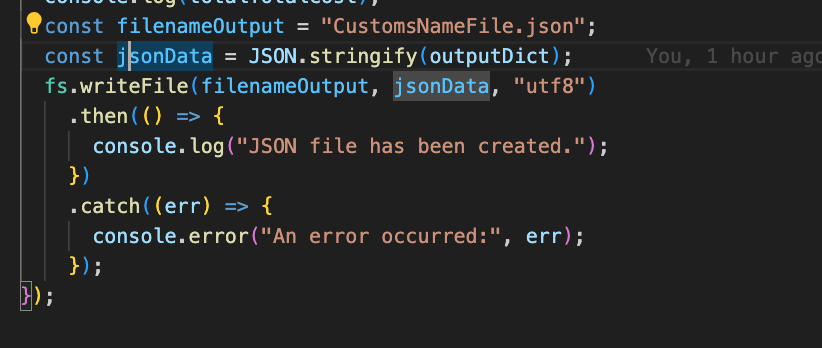 const filenameOutput = "CustomsNameFile.json";
const jsonData = JSON.stringify(outputDict); You, 1 hour ago
fs.writeFile(filenameOutput, jsonData, "utf8")
.then(() => {
console.log("JSON file has been created.");
})
.catch((err) => {
console.error("An error occurred:", err);
});
});